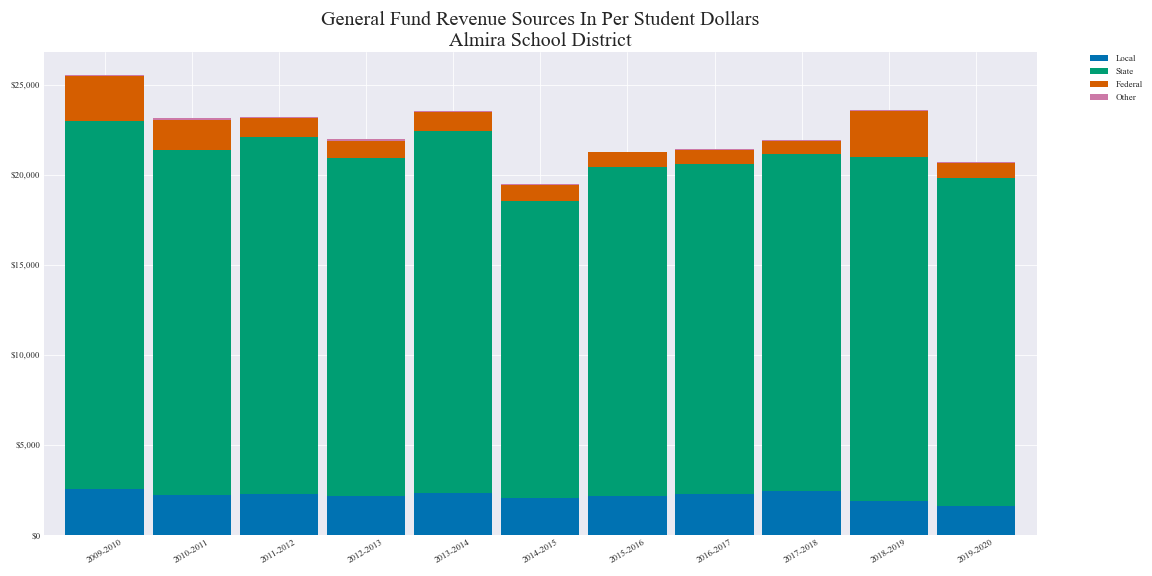 General Fund Revenue Sources In Per Student Dollars
Almira School District
Local
State
Federal
Other
$25,000
$20,000
$15,000
$10,000
$5,000
$0
2009-2010
2010-2011
2011-2012
2012-2013
2013-2014
2014-2015
2015-2016
2016-2017
2017-2018
2018-2019
2019-2020